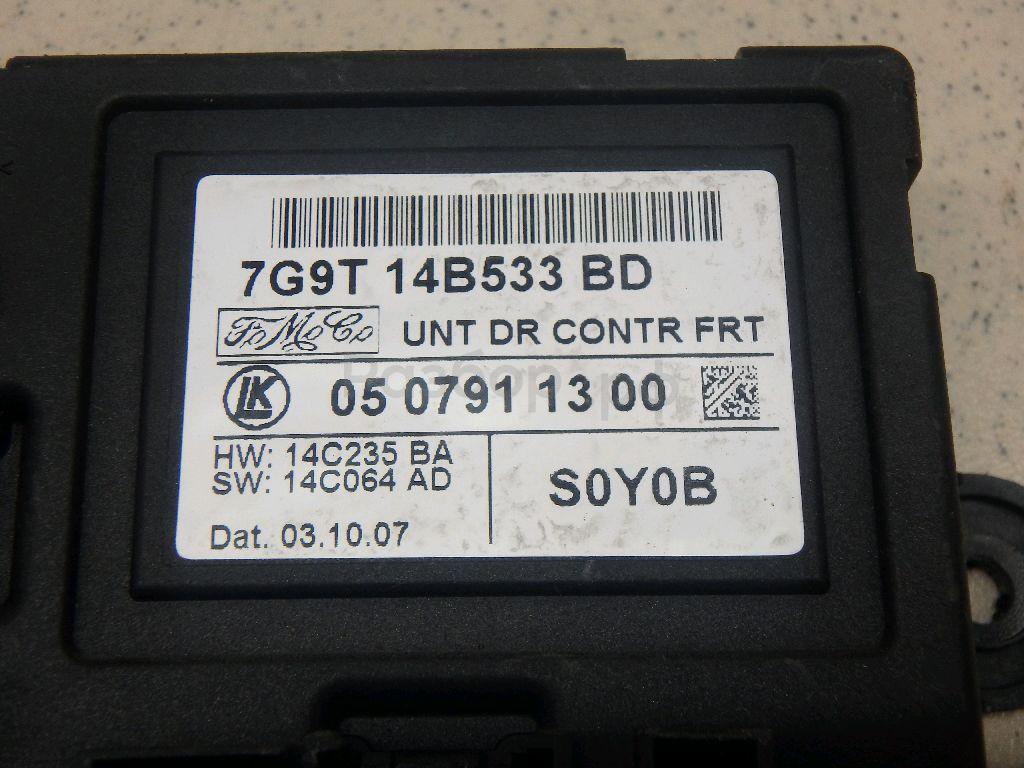 7G9T 14B533 BD
FoMoCo UNT DR CONTR FRT
LK 05 0791 13 00
HW: 14C235 BA
SW: 14C064 AD
S0Y0B
Dat. 03.10.07